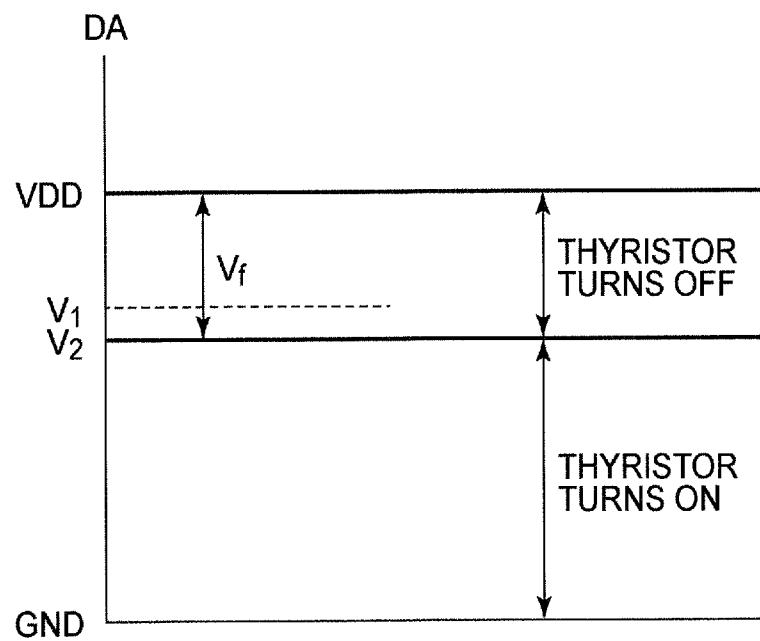 DA
VDD
Vf
THYRISTOR
TURNS OFF
V1
V2
THYRISTOR
TURNS ON
GND